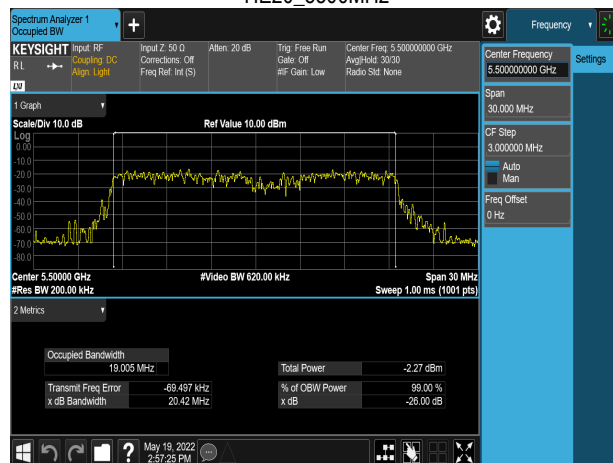 HE20_5500MHz
Spectrum Analyzer 1
Occupied BW
Frequency
KEYSIGHT
R L
LXI
Input: RF
Coupling: DC
Align: Light
Input Z: 50 Ω
Corrections: Off
Freq Ref: Int (S)
Atten: 20 dB
Trig: Free Run
Gate: Off
#IF Gain: Low
Center Freq: 5.500000000 GHz
Avg|Hold: 30/30
Radio Std: None
Center Frequency
5.500000000 GHz
Settings
Span
30.000 MHz
CF Step
3.000000 MHz
Auto
Man
Freq Offset
0 Hz
1 Graph
Scale/Div 10.0 dB
Ref Value 10.00 dBm
Log
0.00
-10.0
-20.0
-30.0
-40.0
-50.0
-60.0
-70.0
-80.0
Center 5.50000 GHz
#Video BW 620.00 kHz
Span 30 MHz
#Res BW 200.00 kHz
Sweep 1.00 ms (1001 pts)
2 Metrics
Occupied Bandwidth
19.005 MHz
Total Power
-2.27 dBm
Transmit Freq Error
-69.497 kHz
% of OBW Power
99.00 %
x dB Bandwidth
20.42 MHz
x dB
-26.00 dB
?
May 19, 2022
2:57:25 PM